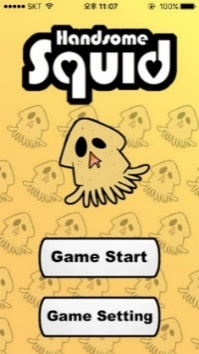 SKT 오후 11:07 100%
Handsome
Squid
Game Start
Game Setting